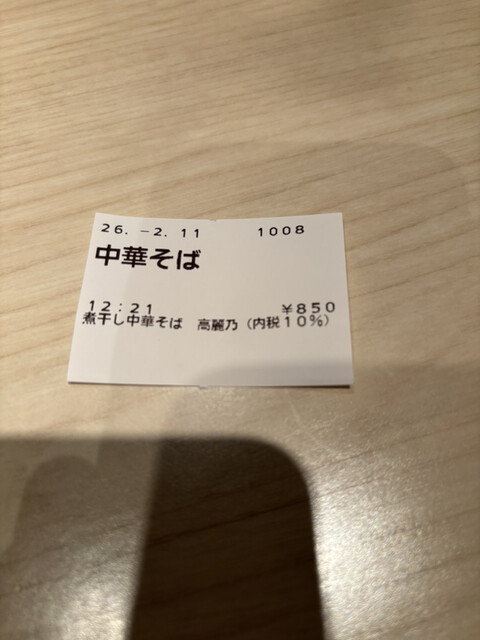 26. -2. 11 1008
中華そば
12:21 ¥850
煮干し中華そば 高麗乃(内税10%)